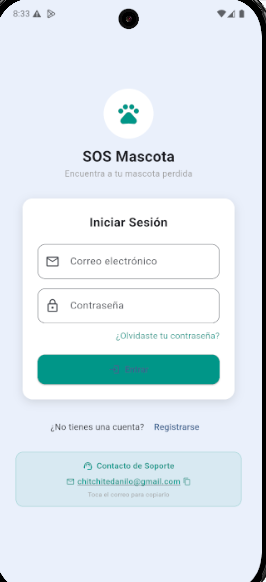 8:33
SOS Mascota
Encuentra a tu mascota perdida
Iniciar Sesión
Correo electrónico
Contraseña
¿Olvidaste tu contraseña?
Entrar
¿No tienes una cuenta? Registrarse
Contacto de Soporte
chitchitedanilo@gmail.com
Toca el correo para copiarlo